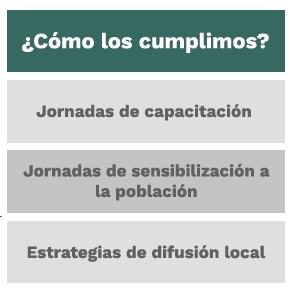 ¿Cómo los cumplimos?
Jornadas de capacitación
Jornadas de sensibilización a
la población
Estrategias de difusión local